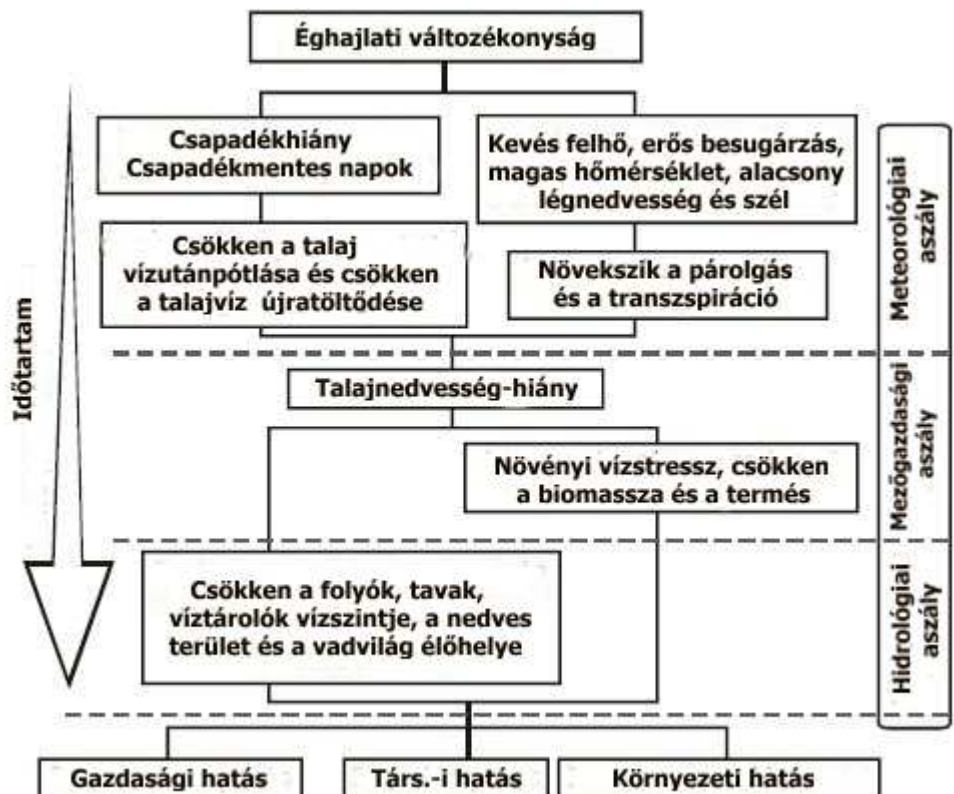 Éghajlati változékonyság
Csapadékhiány
Csapadékmentes napok
Kevés felhő, erős besugárzás,
magas hőmérséklet, alacsony
légnedvesség és szél
Csökken a talaj
vízutánpótlása és csökken
a talajvíz újratöltődése
Növekszik a párolgás
és a transzspiráció
Meteorológiai
aszály
Időtartam
Talajnedvesség-hiány
Növényi vízstressz, csökken
a biomassza és a termés
Mezőgazdasági
aszály
Csökken a folyók, tavak,
víztárolók vízszintje, a nedves
terület és a vadvilág élőhelye
Hidrológiai
aszály
Gazdasági hatás
Társ.-i hatás
Környezeti hatás